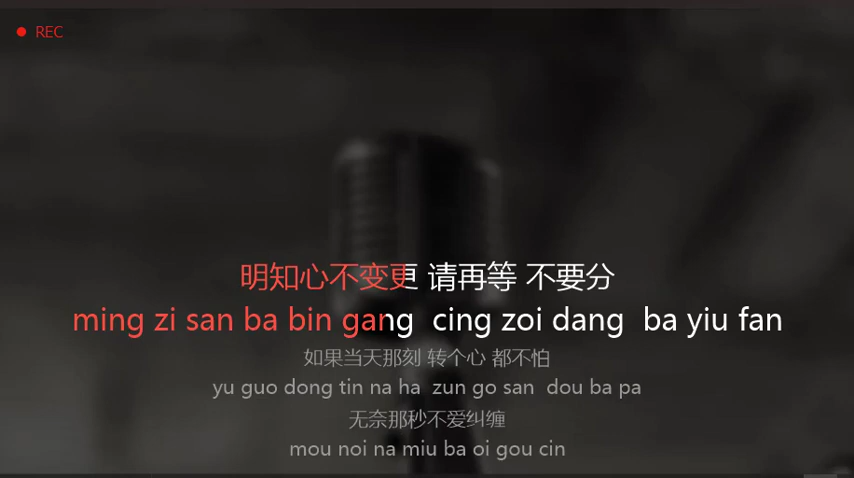 REC
明知心不变更 请再等 不要分
ming zi san ba bin gang cing zoi dang ba yiu fan
如果当天那刻 转个心 都不怕
yu guo dong tin na ha zun go san dou ba pa
无奈那秒不爱纠缠
mou noi na miu ba oi gou cin